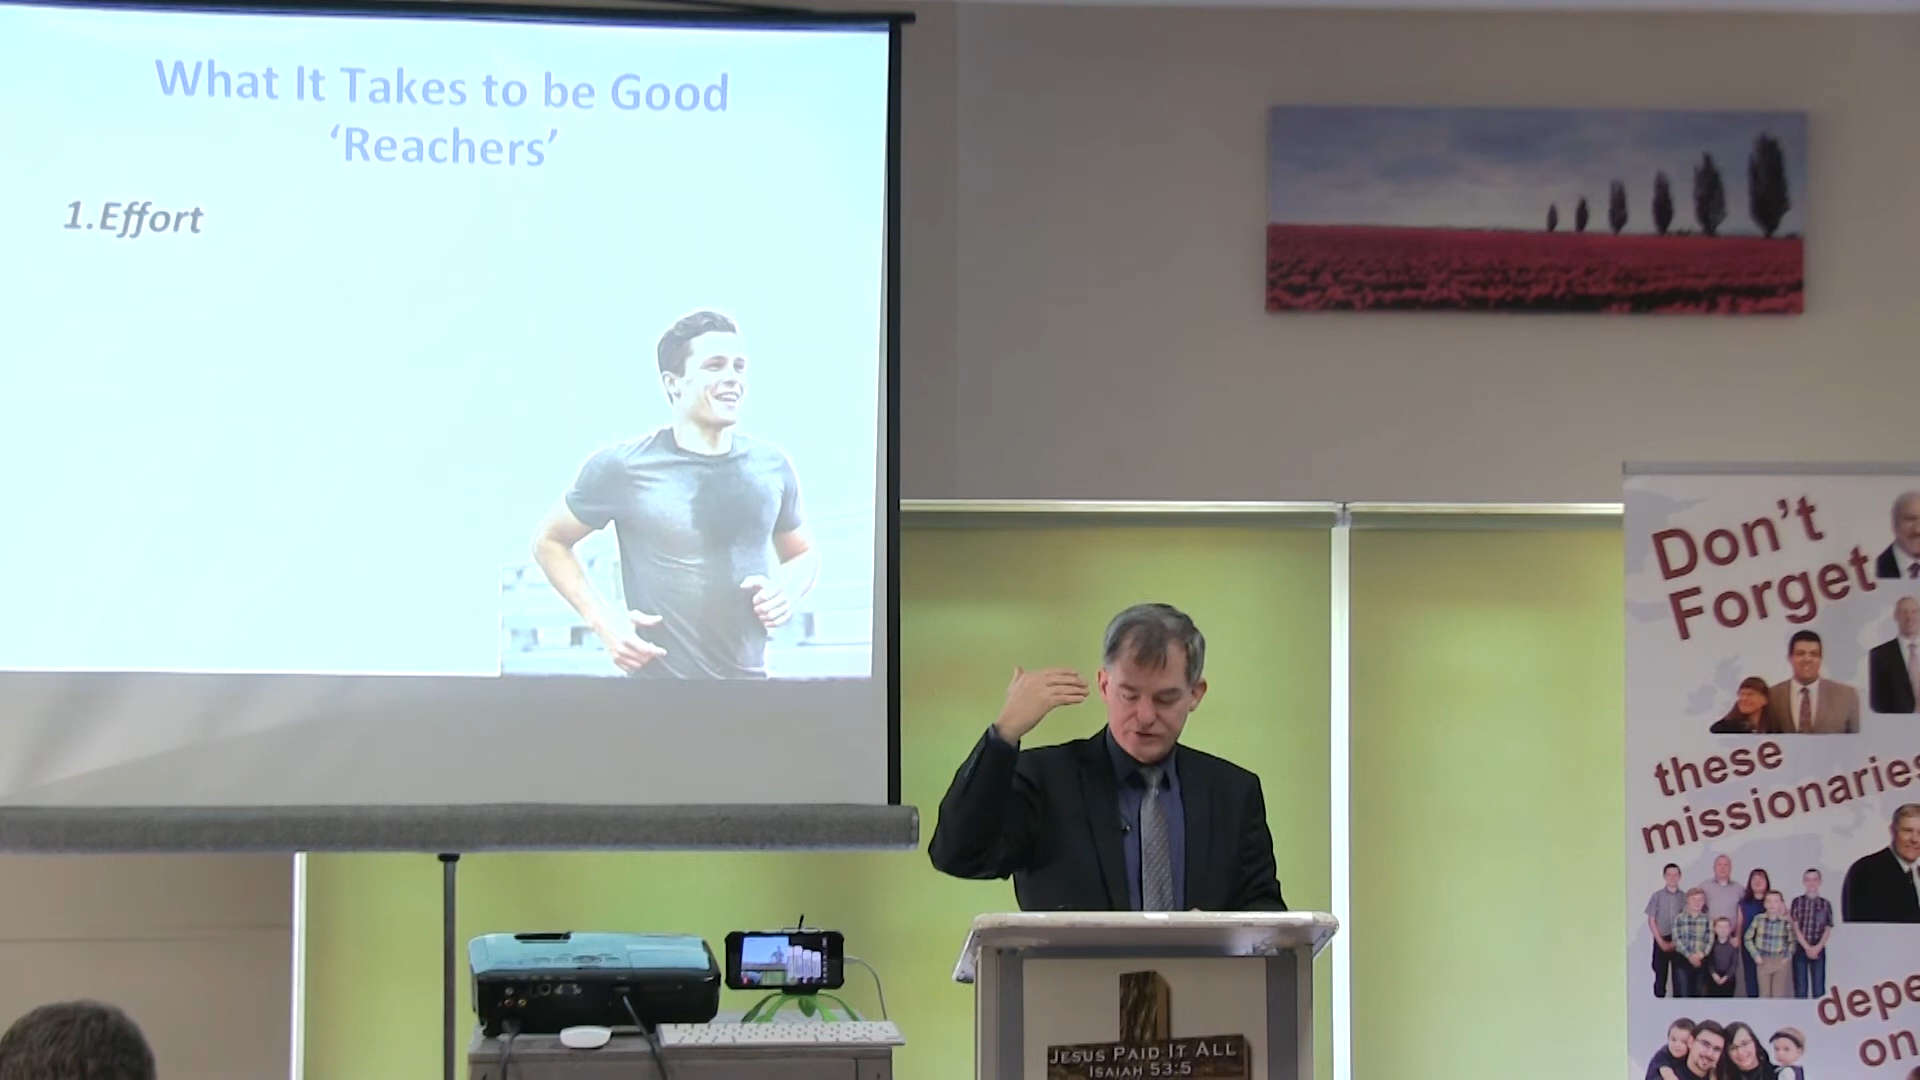 What It Takes to be Good
‘Reachers’
1.Effort
Don’t
Forget
these
missionaries
on
JESUS PAID IT ALL
ISAIAH 53:5